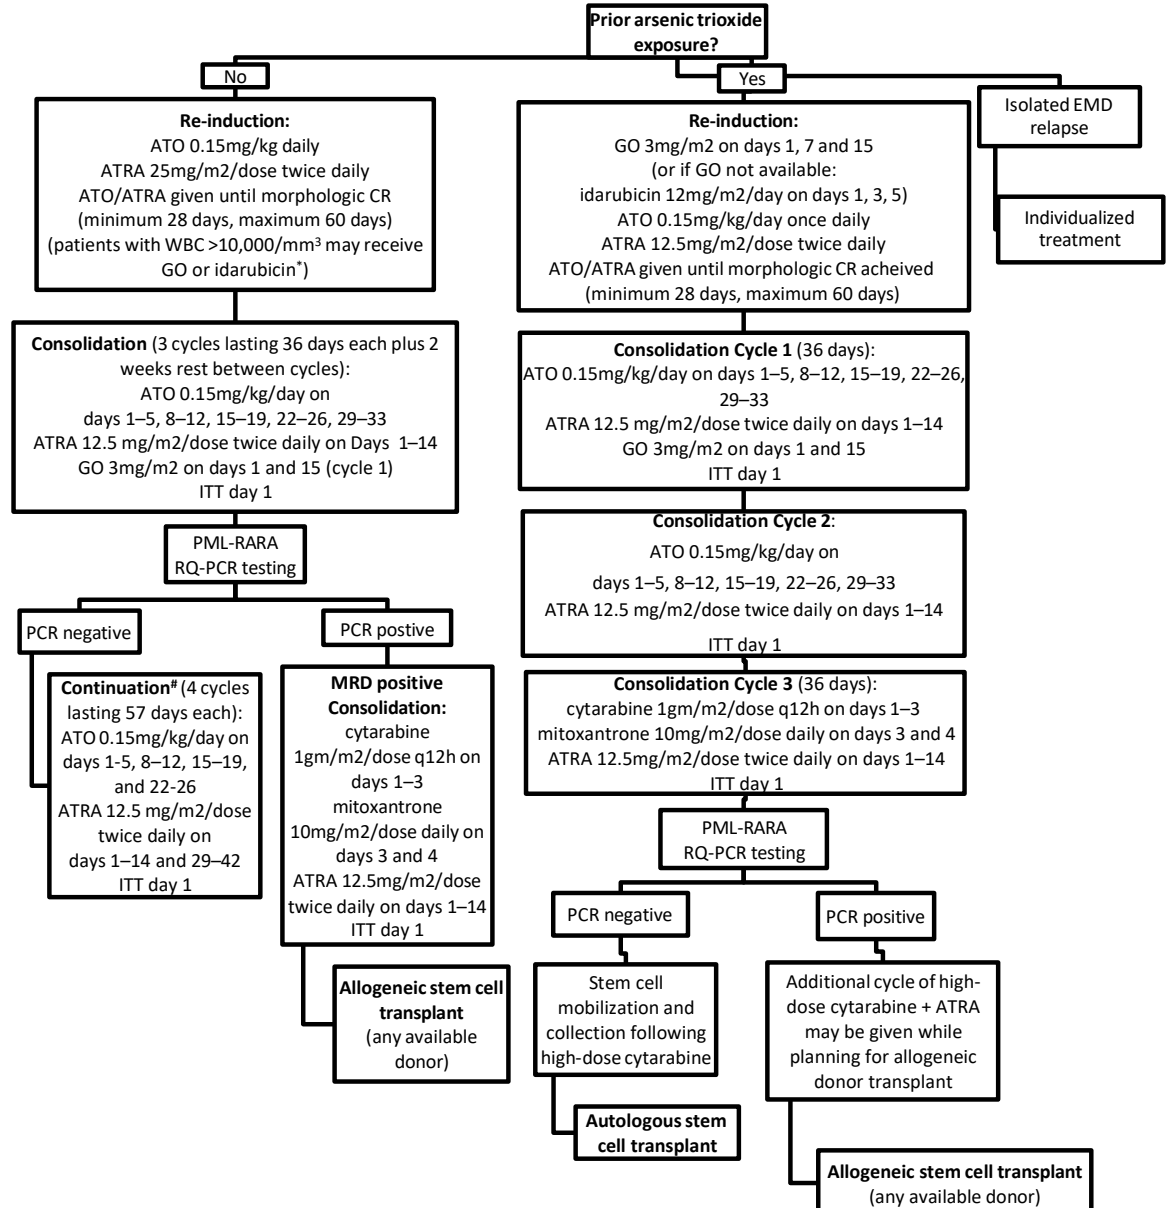 Prior arsenic trioxide
exposure?
No
Yes
Isolated EMD
relapse
Individualized
treatment
Re-induction:
ATO 0.15mg/kg daily
ATRA 25mg/m2/dose twice daily
ATO/ATRA given until morphologic CR
(minimum 28 days, maximum 60 days)
(patients with WBC >10,000/mm³ may receive
GO or idarubicin*)
Consolidation (3 cycles lasting 36 days each plus 2
weeks rest between cycles):
ATO 0.15mg/kg/day on
days 1–5, 8–12, 15–19, 22–26, 29–33
ATRA 12.5 mg/m2/dose twice daily on Days 1–14
GO 3mg/m2 on days 1 and 15 (cycle 1)
ITT day 1
PML-RARA
RQ-PCR testing
PCR negative
PCR postive
Continuation# (4 cycles
lasting 57 days each):
ATO 0.15mg/kg/day on
days 1-5, 8–12, 15–19,
and 22-26
ATRA 12.5 mg/m2/dose
twice daily on
days 1–14 and 29–42
ITT day 1
MRD positive
Consolidation:
cytarabine
1gm/m2/dose q12h on
days 1–3
mitoxantrone
10mg/m2/dose daily on
days 3 and 4
ATRA 12.5mg/m2/dose
twice daily on days 1–14
ITT day 1
Allogeneic stem cell
transplant
(any available
donor)
Re-induction:
GO 3mg/m2 on days 1, 7 and 15
(or if GO not available:
idarubicin 12mg/m2/day on days 1, 3, 5)
ATO 0.15mg/kg/day once daily
ATRA 12.5mg/m2/dose twice daily
ATO/ATRA given until morphologic CR acheived
(minimum 28 days, maximum 60 days)
Consolidation Cycle 1 (36 days):
ATO 0.15mg/kg/day on days 1–5, 8–12, 15–19, 22–26,
29–33
ATRA 12.5 mg/m2/dose twice daily on days 1–14
GO 3mg/m2 on days 1 and 15
ITT day 1
Consolidation Cycle 2:
ATO 0.15mg/kg/day on
days 1–5, 8–12, 15–19, 22–26, 29–33
ATRA 12.5 mg/m2/dose twice daily on days 1–14
ITT day 1
Consolidation Cycle 3 (36 days):
cytarabine 1gm/m2/dose q12h on days 1–3
mitoxantrone 10mg/m2/dose daily on days 3 and 4
ATRA 12.5mg/m2/dose twice daily on days 1–14
ITT day 1
PML-RARA
RQ-PCR testing
PCR negative
PCR positive
Stem cell
mobilization and
collection following
high-dose cytarabine
Autologous stem
cell transplant
Additional cycle of high-
dose cytarabine + ATRA
may be given while
planning for allogeneic
donor transplant
Allogeneic stem cell transplant
(any available donor)